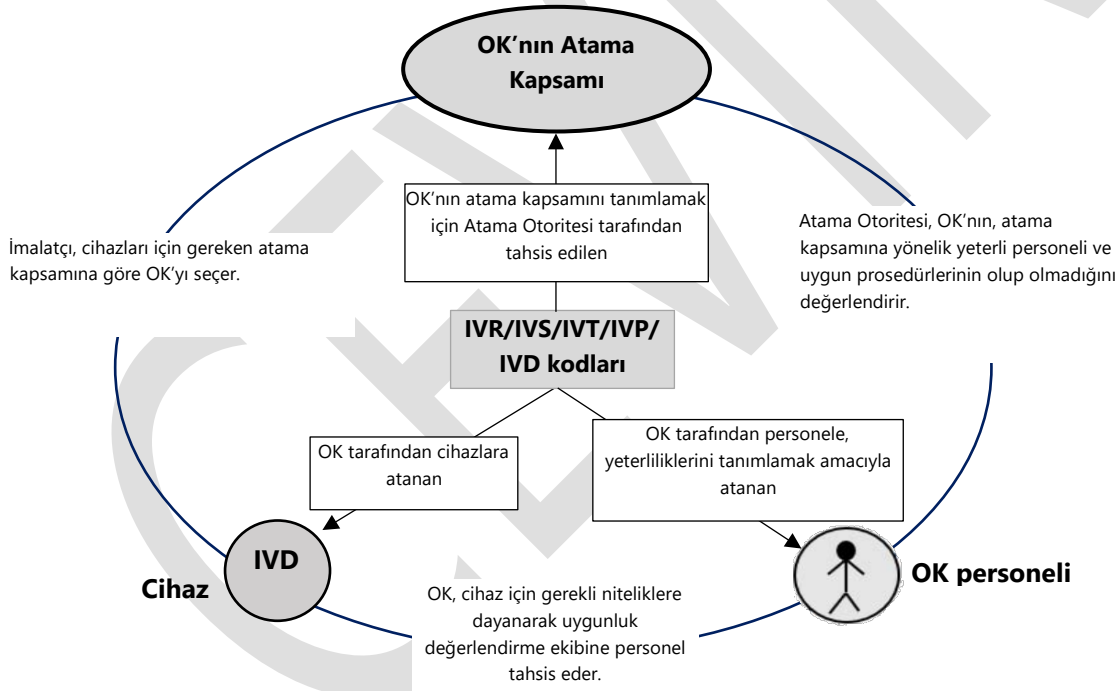 OK’nın Atama
Kapsamı
OK’nın atama kapsamını tanımlamak
için Atama Otoritesi tarafından
tahsis edilen
İmalatçı, cihazları için gereken atama
kapsamına göre OK’yı seçer.
Atama Otoritesi, OK’nın, atama
kapsamına yönelik yeterli personeli ve
uygun prosedürlerinin olup olmadığını
değerlendirir.
IVR/IVS/IVT/IVP/
IVD kodları
OK tarafından cihazlara
atanan
OK tarafından personele,
yeterliliklerini tanımlamak amacıyla
atanan
IVD
Cihaz
OK personeli
OK, cihaz için gerekli niteliklere
dayanarak uygunluk
değerlendirme ekibine personel
tahsis eder.